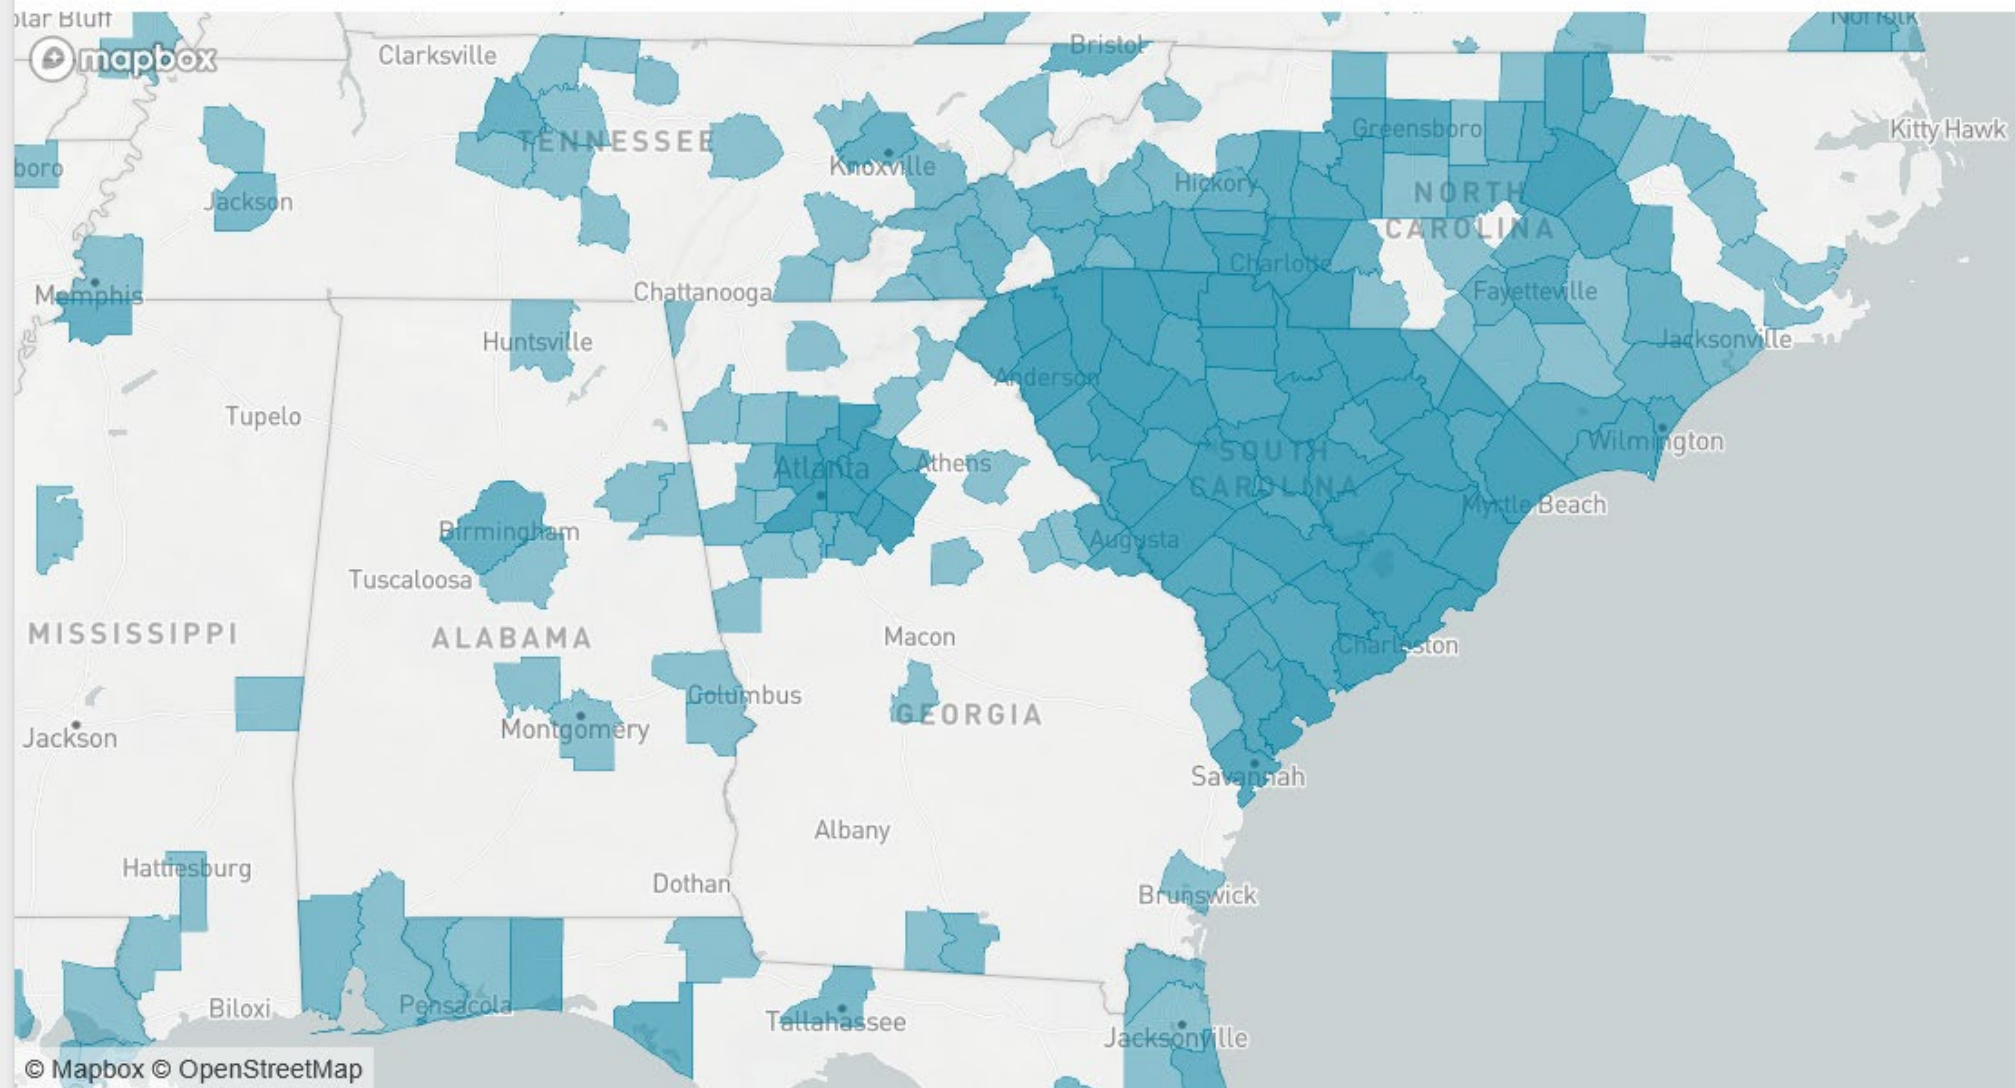 olar Bluff
Norfolk
mapbox
Clarksville
Bristol
TENNESSEE
Greensboro
Kitty Hawk
boro
Knoxville
Jackson
Hickory
NORTH
CAROLINA
Charlotte
Memphis
Chattanooga
Fayetteville
Huntsville
Jacksonville
Anderson
Tupelo
Wilmington
Atlanta
Athens
SOUTH
CAROLINA
Myrtle Beach
Birmingham
Augusta
Tuscaloosa
MISSISSIPPI
ALABAMA
Macon
Charleston
Columbus
GEORGIA
Jackson
Montgomery
Savannah
Albany
Hattiesburg
Dothan
Brunswick
Biloxi
Pensacola
Tallahassee
Jacksonville
© Mapbox © OpenStreetMap